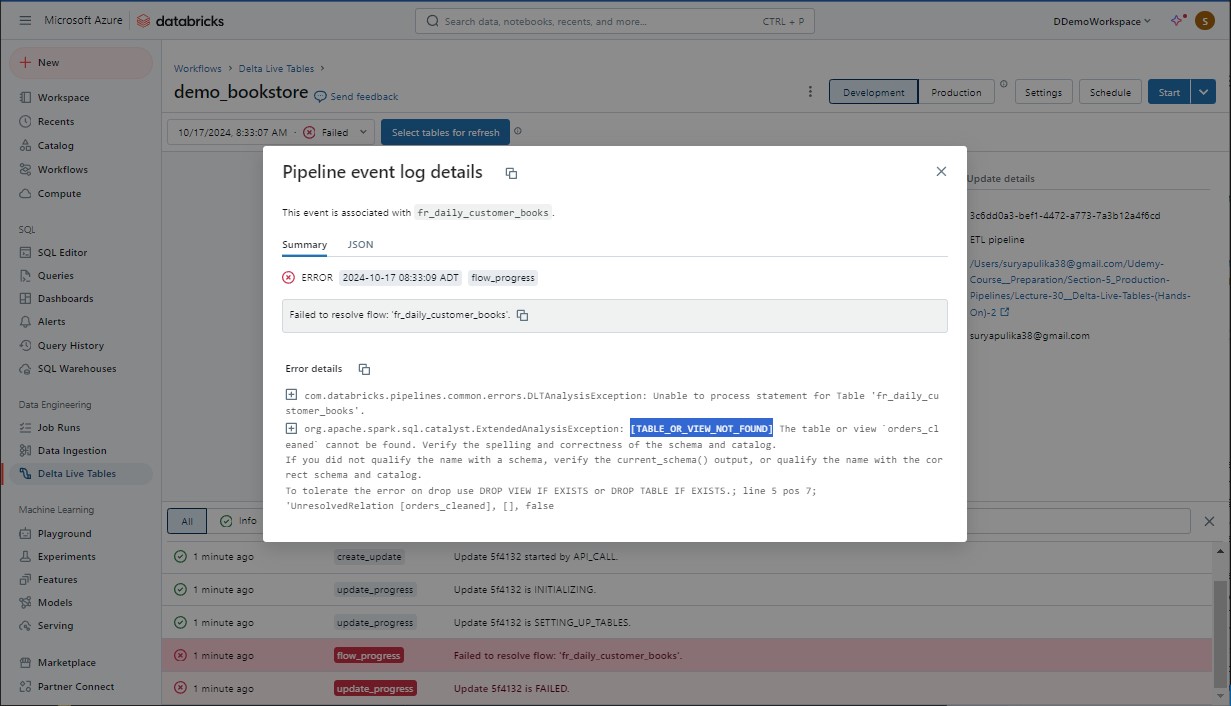 Microsoft Azure
databricks
Search data, notebooks, recents, and more...
CTRL + P
DDemoWorkspace
S
New
Workspace
Recents
Catalog
Workflows
Compute
SQL
SQL Editor
Queries
Dashboards
Alerts
Query History
SQL Warehouses
Data Engineering
Job Runs
Data Ingestion
Delta Live Tables
Machine Learning
Playground
Experiments
Features
Models
Serving
Marketplace
Partner Connect
Workflows > Delta Live Tables >
demo_bookstore
Send feedback
Development
Production
Settings
Schedule
Start
10/17/2024, 8:33:07 AM · Failed
Select tables for refresh
Pipeline event log details
This event is associated with fr_daily_customer_books.
Summary
JSON
ERROR 2024-10-17 08:33:09 ADT flow_progress
Failed to resolve flow: 'fr_daily_customer_books'.
Error details
com.databricks.pipelines.common.errors.DLTAnalysisException: Unable to process statement for Table 'fr_daily_cu
stomer_books'.
org.apache.spark.sql.catalyst.ExtendedAnalysisException: [TABLE_OR_VIEW_NOT_FOUND] The table or view `orders_cl
eaned` cannot be found. Verify the spelling and correctness of the schema and catalog.
If you did not qualify the name with a schema, verify the current_schema() output, or qualify the name with the cor
rect schema and catalog.
To tolerate the error on drop use DROP VIEW IF EXISTS or DROP TABLE IF EXISTS.; line 5 pos 7;
'UnresolvedRelation [orders_cleaned], [], false
Update details
3c6dd0a3-bef1-4472-a773-7a3b12a4f6cd
ETL pipeline
/Users/suryapulika38@gmail.com/Udemy-
Course__Preparation/Section-5_Production-
Pipelines/Lecture-30__Delta-Live-Tables-(Hands-
On)-2
suryapulika38@gmail.com
All
Info
1 minute ago create_update Update 5f4132 started by API_CALL.
1 minute ago update_progress Update 5f4132 is INITIALIZING.
1 minute ago update_progress Update 5f4132 is SETTING_UP_TABLES.
1 minute ago flow_progress Failed to resolve flow: 'fr_daily_customer_books'.
1 minute ago update_progress Update 5f4132 is FAILED.